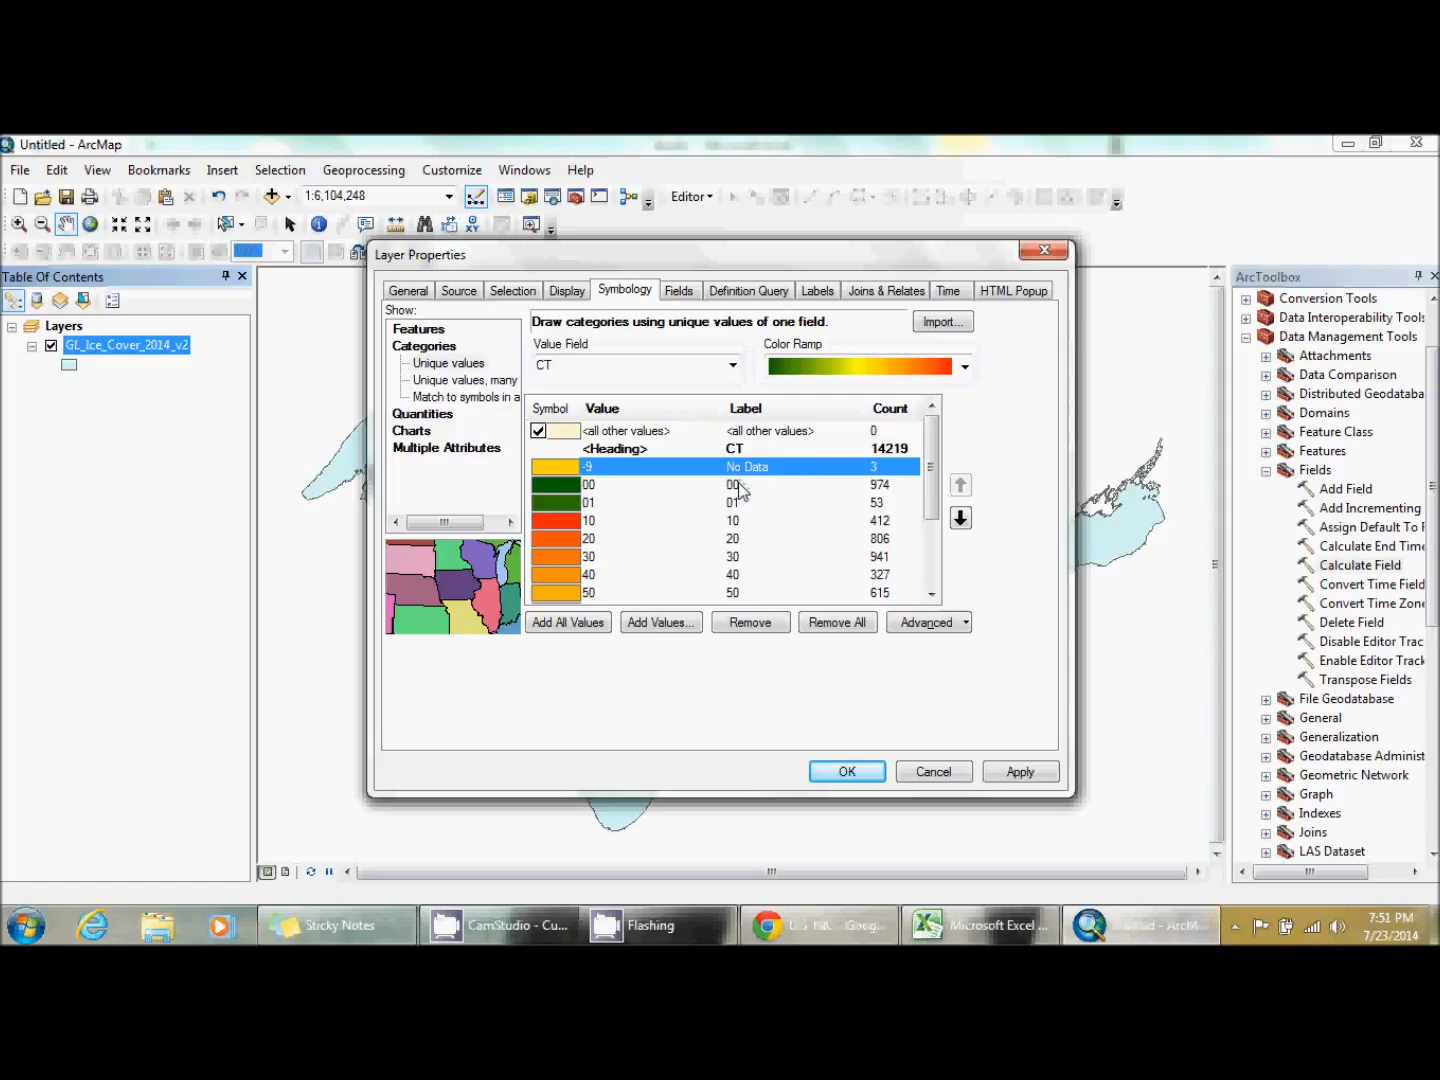 Untitled - ArcMap
File Edit View Bookmarks Insert Selection Geoprocessing Customize Windows Help
1:6,104,248
Editor
Table Of Contents
Layers
GL_Ice_Cover_2014_v2
Layer Properties
General Source Selection Display Symbology Fields Definition Query Labels Joins & Relates Time HTML Popup
Show:
Features
Categories
Unique values
Unique values, many
Match to symbols in a
Quantities
Charts
Multiple Attributes
Draw categories using unique values of one field.
Import...
Value Field
Color Ramp
CT
Symbol Value Label Count
<all other values> <all other values> 0
<Heading> CT 14219
-9 No Data 3
00 00 974
01 01 53
10 10 412
20 20 806
30 30 941
40 40 327
50 50 615
Add All Values Add Values... Remove Remove All Advanced
OK Cancel Apply
ArcToolbox
Conversion Tools
Data Interoperability Tools
Data Management Tools
Attachments
Data Comparison
Distributed Geodataba
Domains
Feature Class
Features
Fields
Add Field
Add Incrementing
Assign Default To F
Calculate End Time
Calculate Field
Convert Time Field
Convert Time Zone
Delete Field
Disable Editor Trac
Enable Editor Track
Transpose Fields
File Geodatabase
General
Generalization
Geodatabase Administ
Geometric Network
Graph
Indexes
Joins
LAS Dataset
Sticky Notes
CamStudio - Cu...
Flashing
Microsoft Excel ...
7:51 PM
7/23/2014